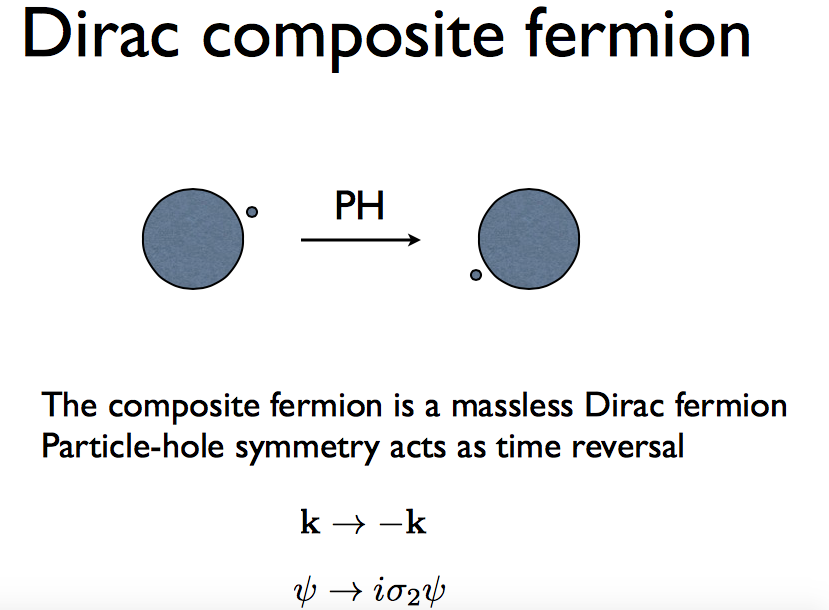 Dirac composite fermion
PH
The composite fermion is a massless Dirac fermion
Particle-hole symmetry acts as time reversal
k → −k
ψ → iσ₂ψ